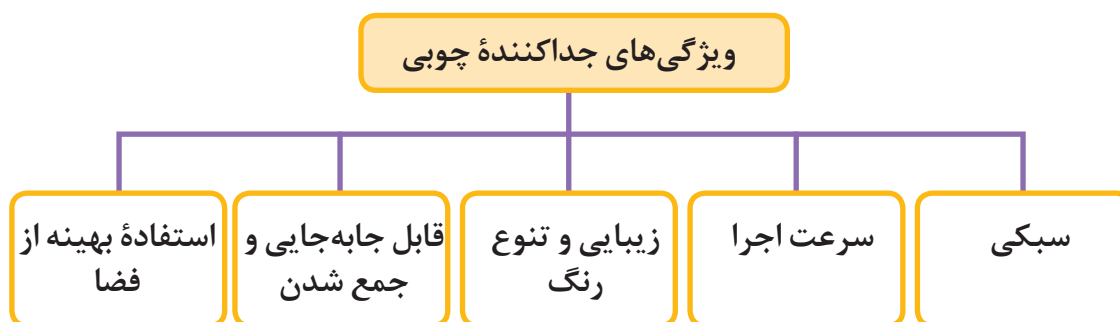 ویژگی‌های جداکنندهٔ چوبی
سبکی
سرعت اجرا
زیبایی و تنوع
رنگ
قابل جابه‌جایی و
جمع شدن
استفادهٔ بهینه از
فضا